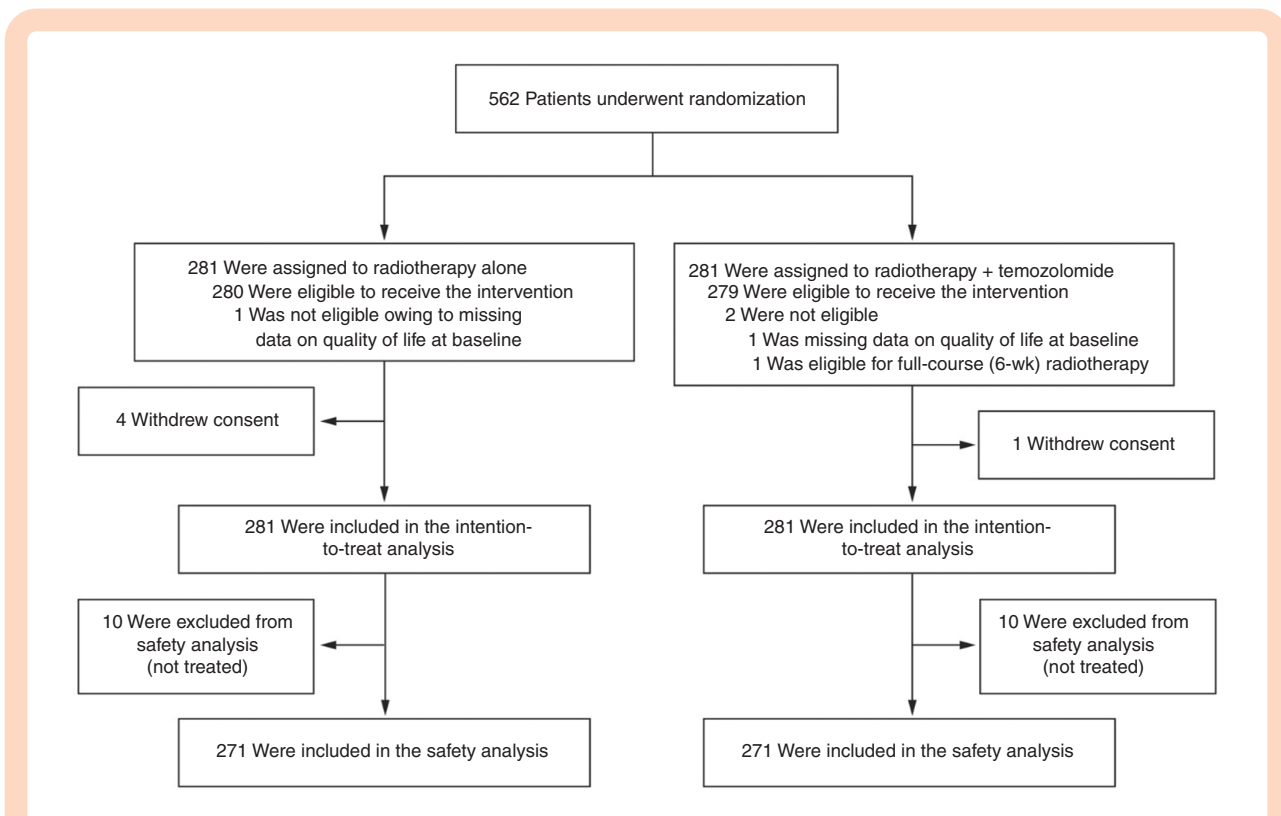 562 Patients underwent randomization
281 Were assigned to radiotherapy alone
280 Were eligible to receive the intervention
1 Was not eligible owing to missing
data on quality of life at baseline
281 Were assigned to radiotherapy + temozolomide
279 Were eligible to receive the intervention
2 Were not eligible
1 Was missing data on quality of life at baseline
1 Was eligible for full-course (6-wk) radiotherapy
4 Withdrew consent
1 Withdrew consent
281 Were included in the intention-
to-treat analysis
281 Were included in the intention-
to-treat analysis
10 Were excluded from
safety analysis
(not treated)
10 Were excluded from
safety analysis
(not treated)
271 Were included in the safety analysis
271 Were included in the safety analysis